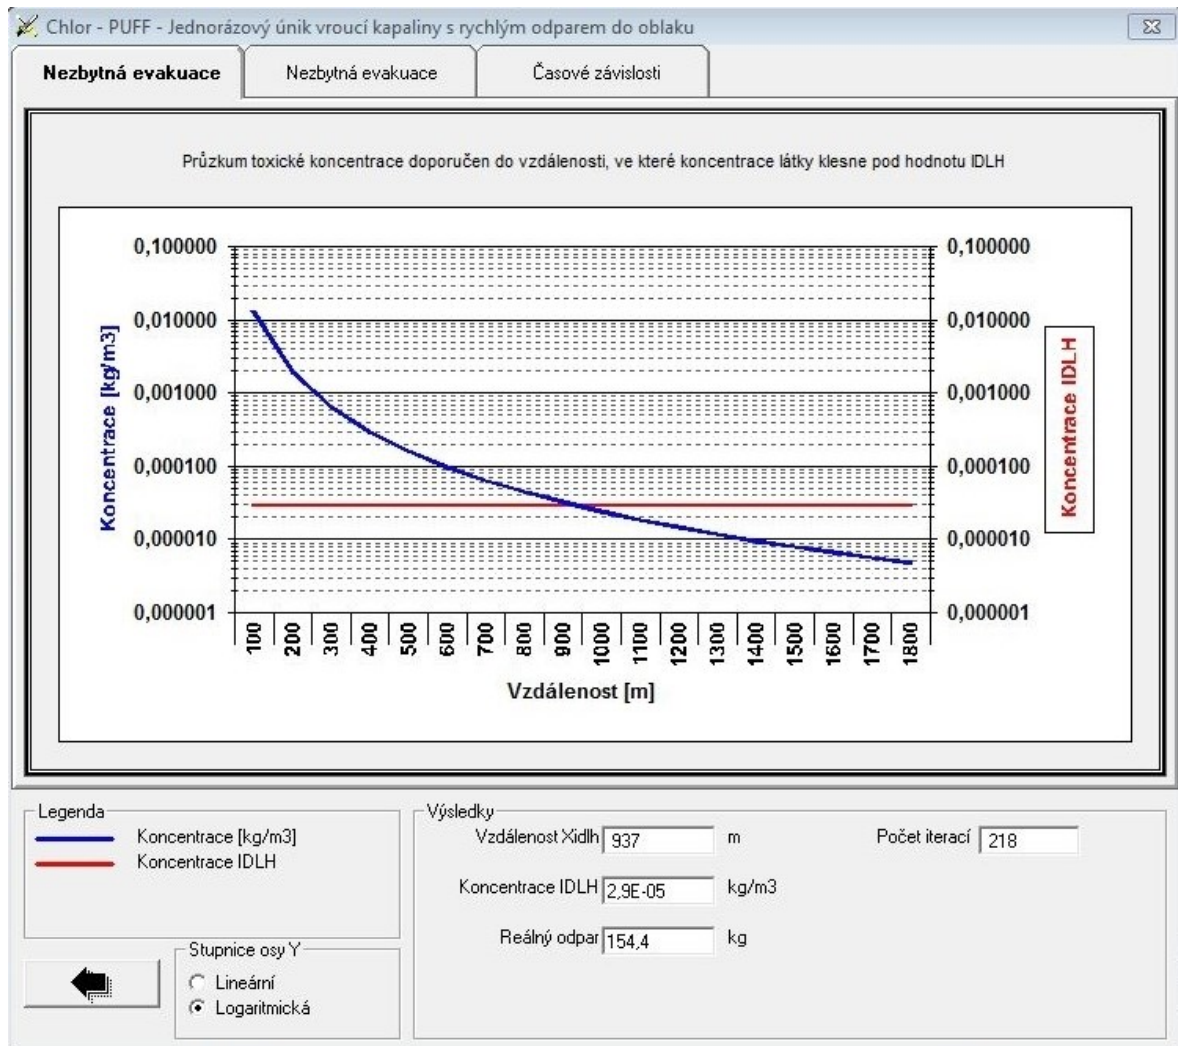 Chlor - PUFF - Jednorázový únik vroucí kapaliny s rychlým odparem do oblaku
Nezbytná evakuace
Nezbytná evakuace
Časové závislosti
Průzkum toxické koncentrace doporučen do vzdálenosti, ve které koncentrace látky klesne pod hodnotu IDLH
Koncentrace [kg/m3]
0,100000
0,010000
0,001000
0,000100
0,000010
0,000001
0,100000
0,010000
0,001000
0,000100
0,000010
0,000001
Koncentrace IDLH
100
200
300
400
500
600
700
800
900
1000
1100
1200
1300
1400
1500
1600
1700
1800
Vzdálenost [m]
Legenda
Koncentrace [kg/m3]
Koncentrace IDLH
Stupnice osy Y
Lineární
Logaritmická
Výsledky
Vzdálenost Xidlh 937 m
Počet iterací 218
Koncentrace IDLH 2,9E-05 kg/m3
Reálný odpar 154,4 kg